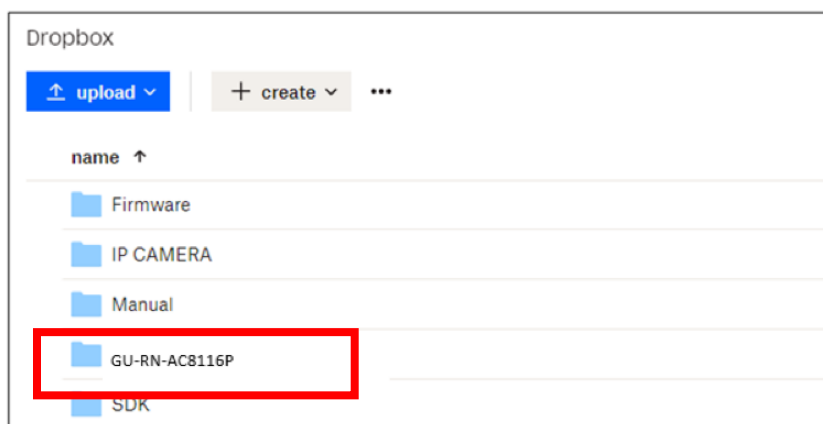 Dropbox
upload
+ create
name
Firmware
IP CAMERA
Manual
GU-RN-AC8116P
SDK